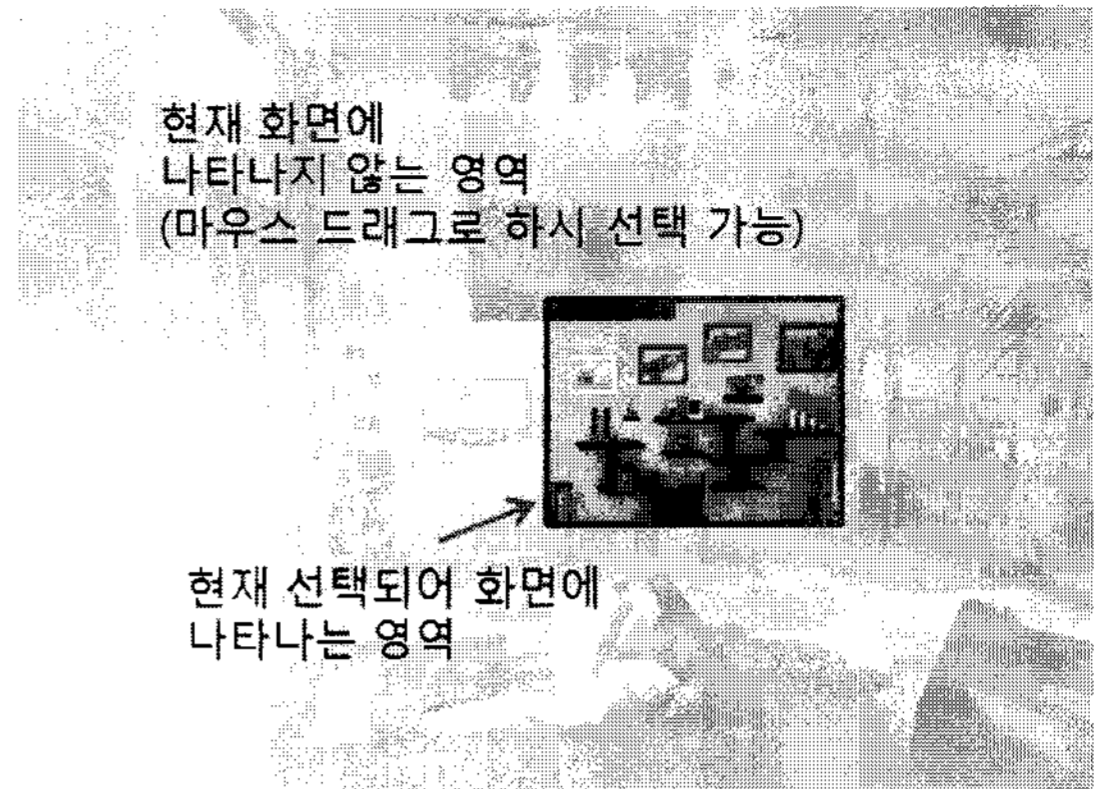 현재 화면에
나타나지 않는 영역
(마우스 드래그로 하시 선택 가능)
현재 선택되어 화면에
나타나는 영역